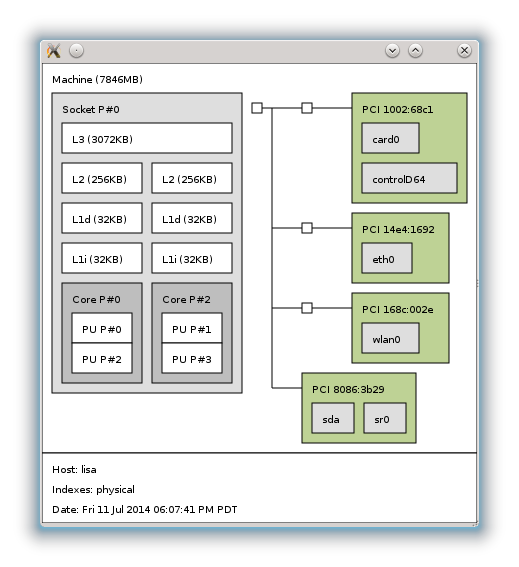 Machine (7846MB)
Socket P#0
L3 (3072KB)
L2 (256KB) L2 (256KB)
L1d (32KB) L1d (32KB)
L1i (32KB) L1i (32KB)
Core P#0 Core P#2
PU P#0 PU P#1
PU P#2 PU P#3
PCI 1002:68c1
card0
controlD64
PCI 14e4:1692
eth0
PCI 168c:002e
wlan0
PCI 8086:3b29
sda sr0
Host: lisa
Indexes: physical
Date: Fri 11 Jul 2014 06:07:41 PM PDT